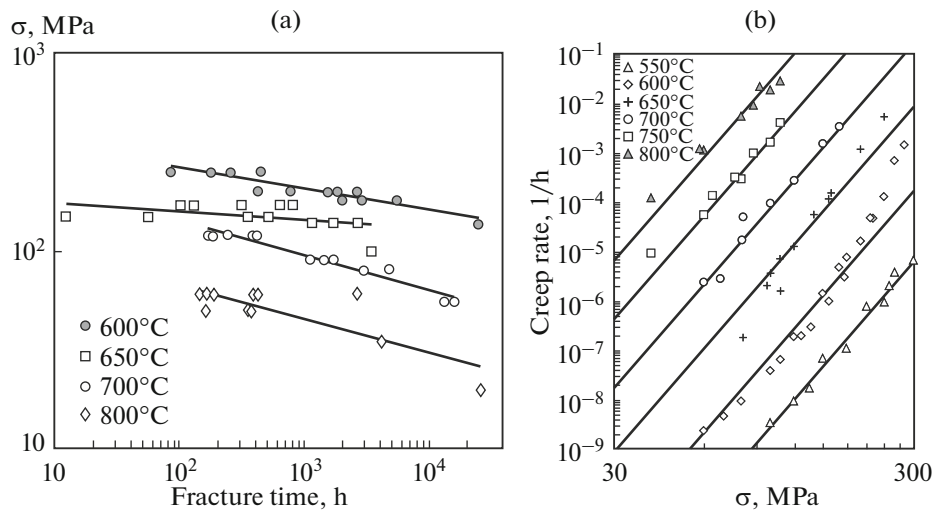 (a)
σ, MPa
10³
10²
10
600°C
650°C
700°C
800°C
10
10²
10³
10⁴
Fracture time, h
(b)
Creep rate, 1/h
10⁻¹
10⁻²
10⁻³
10⁻⁴
10⁻⁵
10⁻⁶
10⁻⁷
10⁻⁸
10⁻⁹
550°C
600°C
650°C
700°C
750°C
800°C
30
300
σ, MPa